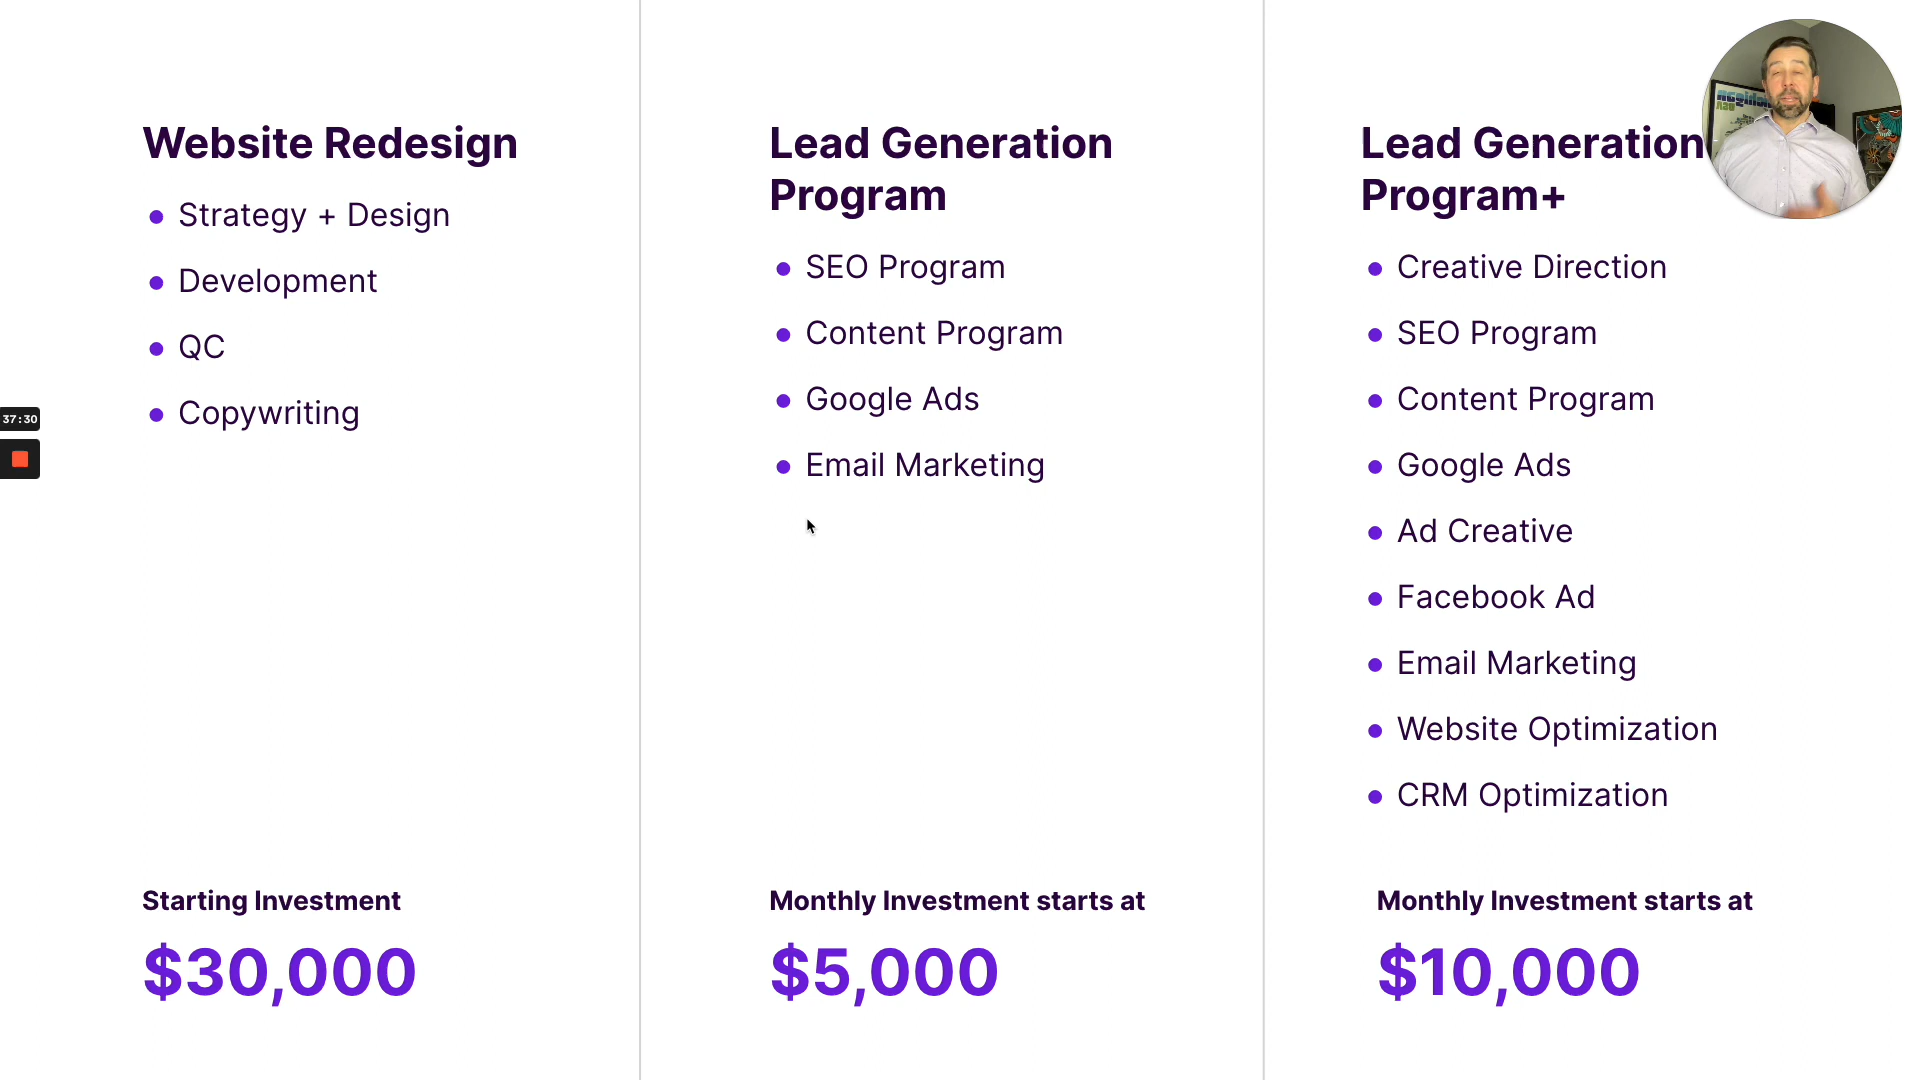 Website Redesign
Strategy + Design
Development
QC
Copywriting
Starting Investment
$30,000
Lead Generation
Program
SEO Program
Content Program
Google Ads
Email Marketing
Monthly Investment starts at
$5,000
Lead Generation
Program+
Creative Direction
SEO Program
Content Program
Google Ads
Ad Creative
Facebook Ad
Email Marketing
Website Optimization
CRM Optimization
Monthly Investment starts at
$10,000
37:30